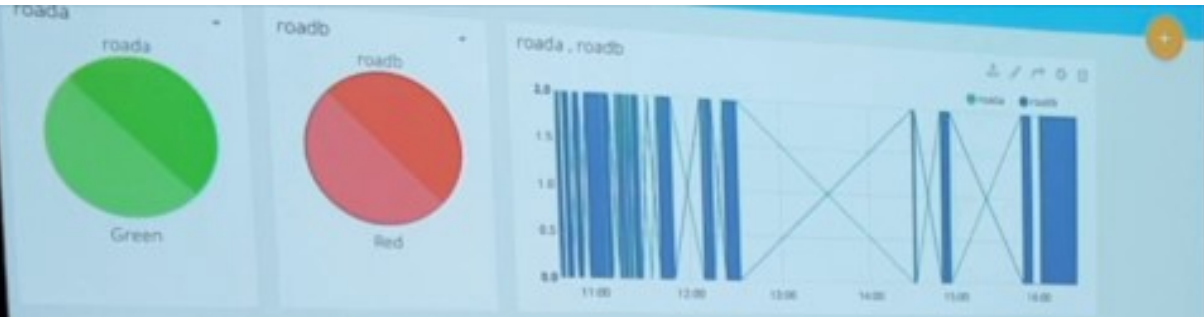 roada
roada
Green
roadb
roadb
Red
roada , roadb
roada roadb
2.0
1.5
1.0
0.5
0.0
11:00 12:00 13:00 14:00 15:00 16:00
+